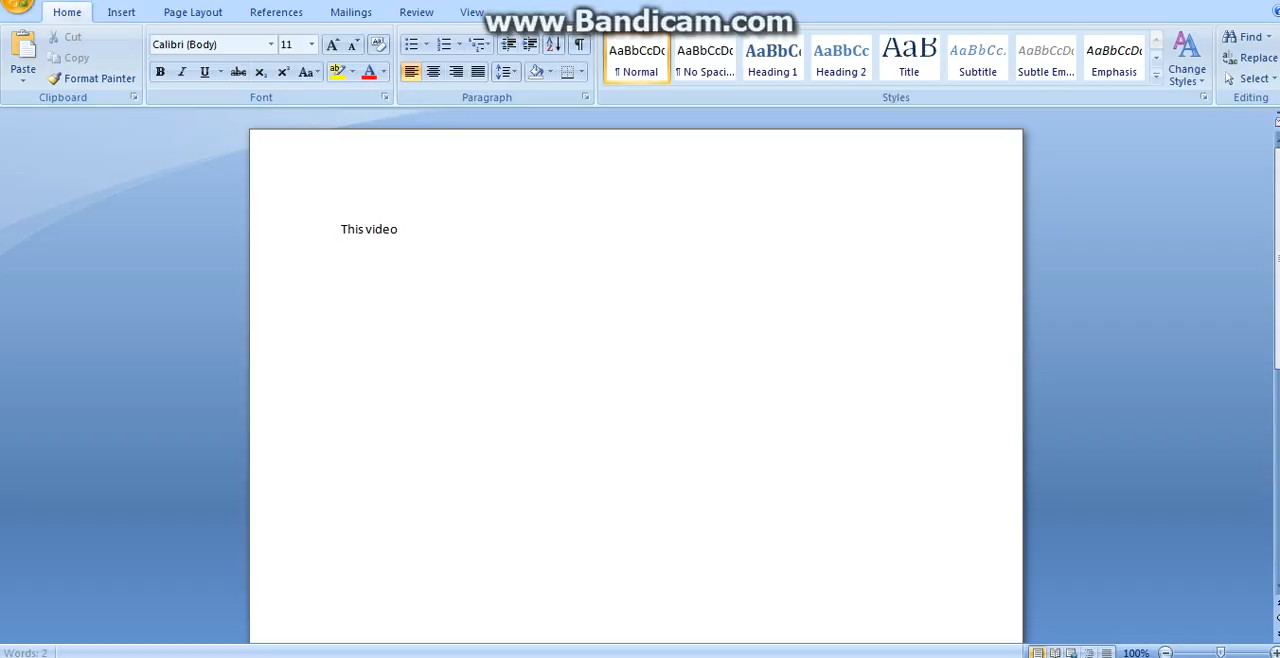 www.Bandicam.com
Home Insert Page Layout References Mailings Review View
Cut
Copy
Format Painter
Paste
Clipboard
Calibri (Body) 11
B I U abc X₂ X² Aa ab A
Font
Paragraph
AaBbCcDc AaBbCcDc AaBbC AaBbCc AaB AaBbCc. AaBbCcDc AaBbCcDc
¶ Normal ¶ No Spaci... Heading 1 Heading 2 Title Subtitle Subtle Em... Emphasis
Change
Styles
Styles
Find
Replace
Select
Editing
This video
Words: 2
100%